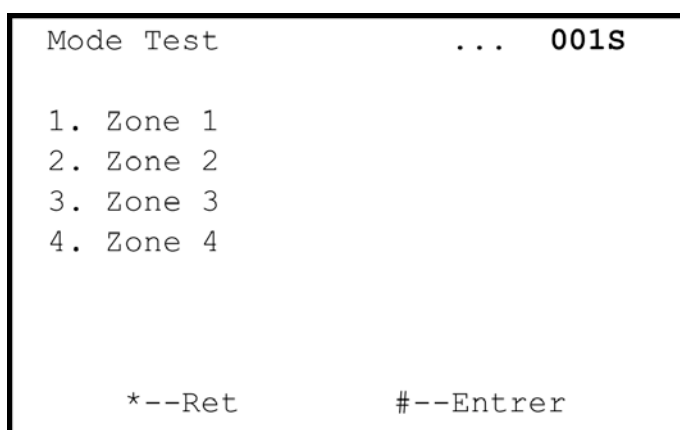 Mode Test ... 001S
1. Zone 1
2. Zone 2
3. Zone 3
4. Zone 4
*--Ret #--Entrer